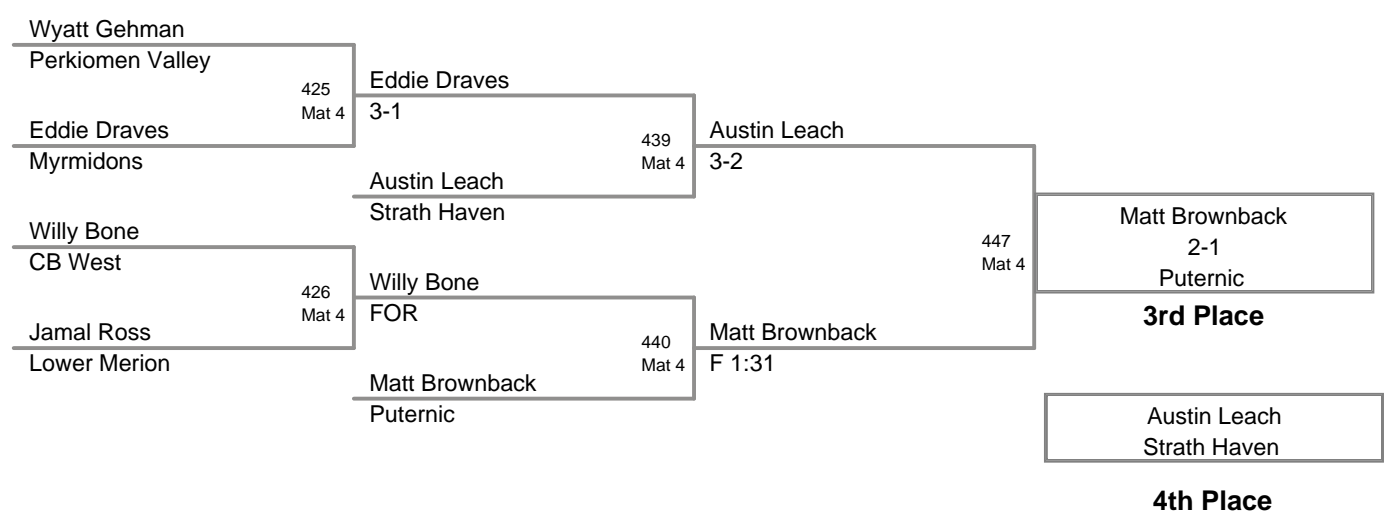 Wyatt Gehman
Perkiomen Valley
425
Mat 4
Eddie Draves
Myrmidons
Eddie Draves
3-1
439
Mat 4
Austin Leach
Strath Haven
Austin Leach
3-2
Willy Bone
CB West
426
Mat 4
Jamal Ross
Lower Merion
Willy Bone
FOR
440
Mat 4
Matt Brownback
Puternic
Matt Brownback
F 1:31
447
Mat 4
Matt Brownback
2-1
Puternic
3rd Place
Austin Leach
Strath Haven
4th Place